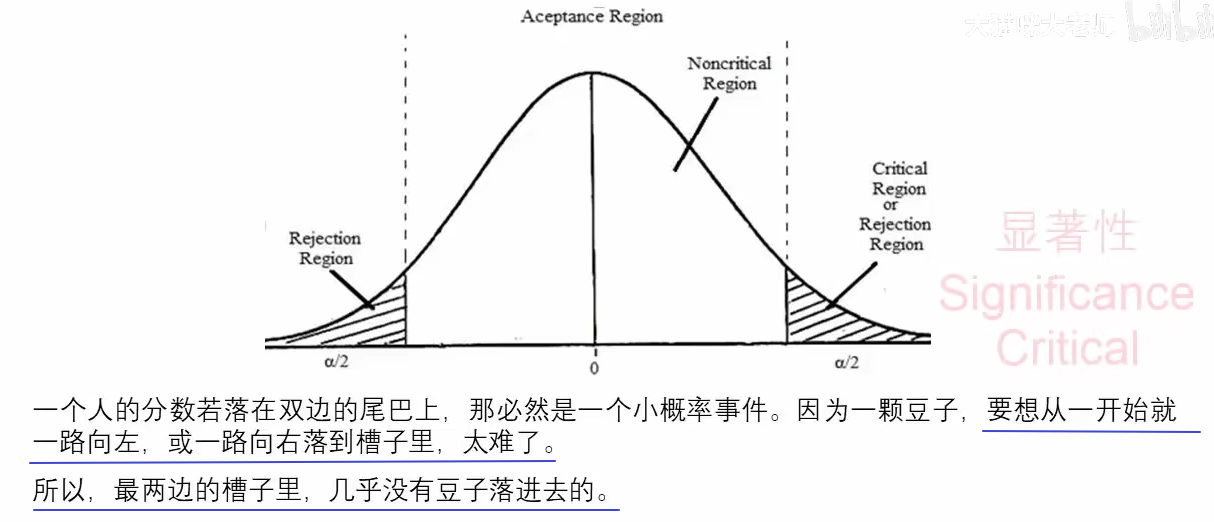 Aceptance Region
大猫咪大老师 bilibili
Noncritical
Region
Critical
Region
or
Rejection
Region
Rejection
Region
显著性
Significance
Critical
α/2
0
α/2
一个人的分数若落在双边的尾巴上，那必然是一个小概率事件。因为一颗豆子，要想从一开始就
一路向左，或一路向右落到槽子里，太难了。
所以，最两边的槽子里，几乎没有豆子落进去的。